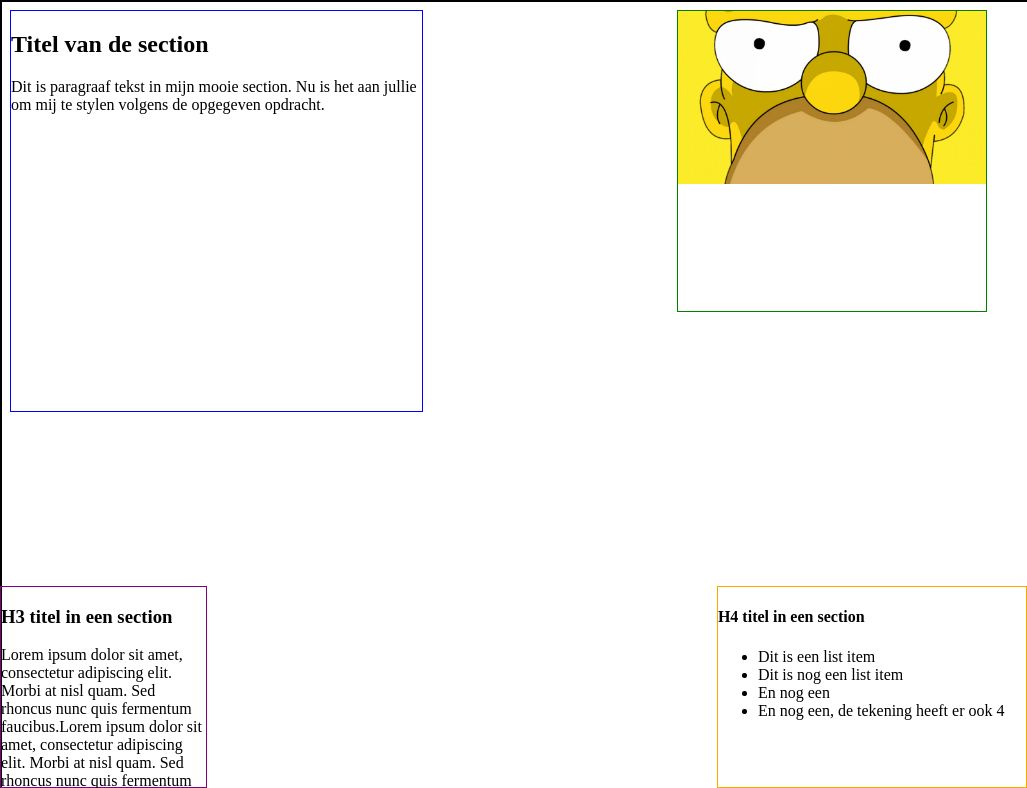 Titel van de section
Dit is paragraaf tekst in mijn mooie section. Nu is het aan jullie
om mij te stylen volgens de opgegeven opdracht.
H3 titel in een section
Lorem ipsum dolor sit amet,
consectetur adipiscing elit.
Morbi at nisl quam. Sed
rhoncus nunc quis fermentum
faucibus.Lorem ipsum dolor sit
amet, consectetur adipiscing
elit. Morbi at nisl quam. Sed
rhoncus nunc quis fermentum
H4 titel in een section
• Dit is een list item
• Dit is nog een list item
• En nog een
• En nog een, de tekening heeft er ook 4